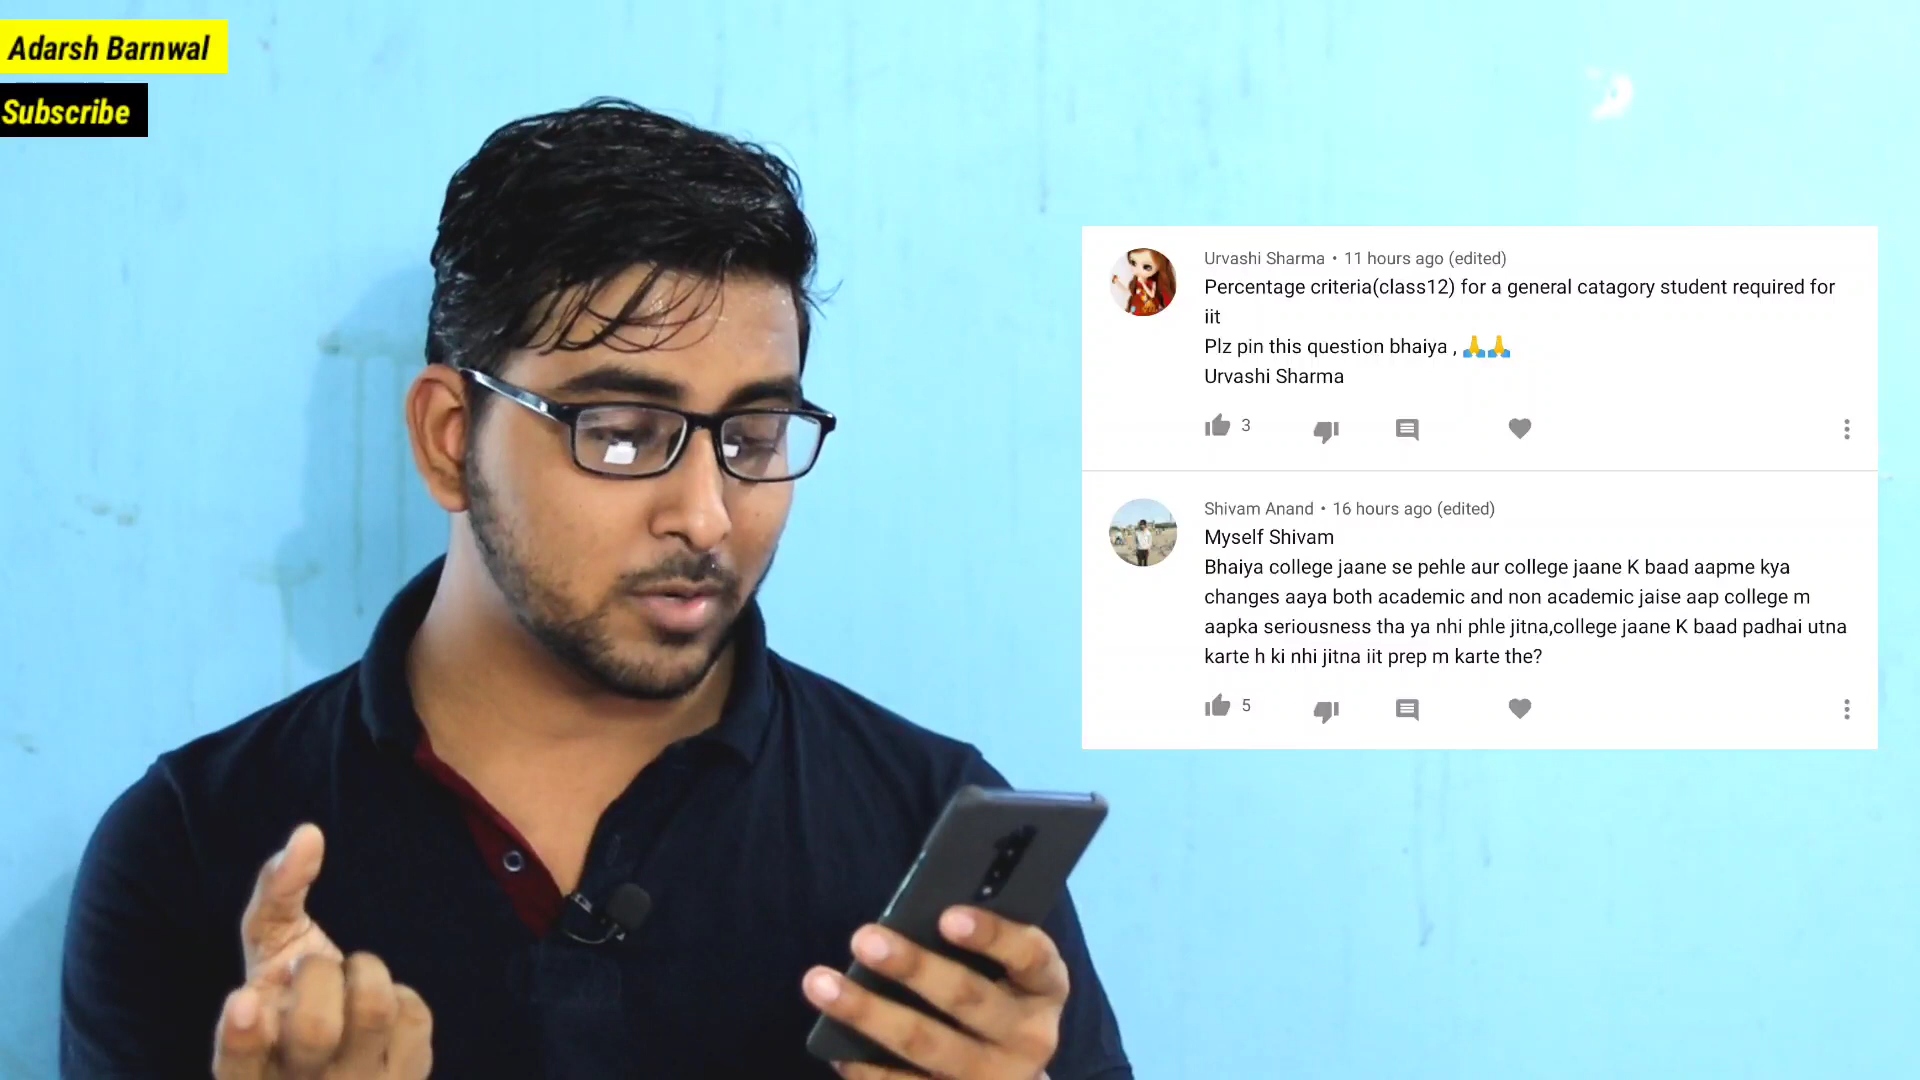 Adarsh Barnwal
Subscribe
Urvashi Sharma • 11 hours ago (edited)
Percentage criteria(class12) for a general catagory student required for
iit
Plz pin this question bhaiya , 🙏🙏
Urvashi Sharma
3
Shivam Anand • 16 hours ago (edited)
Myself Shivam
Bhaiya college jaane se pehle aur college jaane K baad aapme kya
changes aaya both academic and non academic jaise aap college m
aapka seriousness tha ya nhi phle jitna,college jaane K baad padhai utna
karte h ki nhi jitna iit prep m karte the?
5